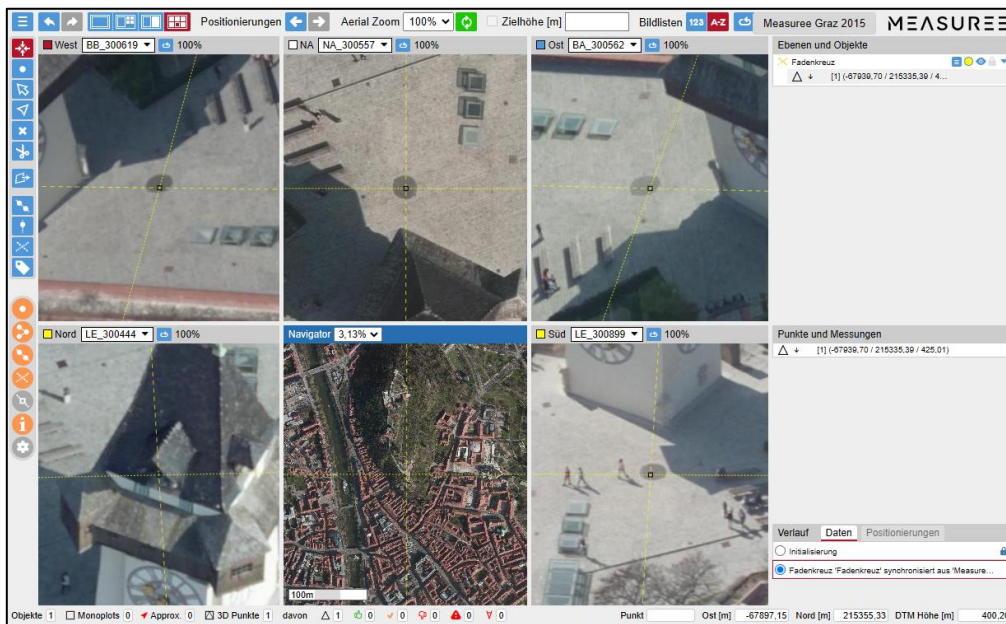 Positionierungen Aerial Zoom 100% Zielhöhe [m] Bildlisten 123 A-Z Measuree Graz 2015 MEASUREE
West BB_300619 100% NA NA_300557 100% Ost BA_300562 100% Ebenen und Objekte
Fadenkreuz
[1] (-67939,70 / 215335,39 / 4...
Nord LE_300444 100% Navigator 3,13% Süd LE_300899 100% Punkte und Messungen
[1] (-67939,70 / 215335,39 / 425,01)
Verlauf Daten Positionierungen
Initialisierung
Fadenkreuz 'Fadenkreuz' synchronisiert aus 'Measure...
100m
Objekte 1 Monoplots 0 Approx. 0 3D Punkte 1 davon 1 0 0 0 0 0 Punkt Ost [m] -67897,15 Nord [m] 215355,33 DTM Höhe [m] 400,20